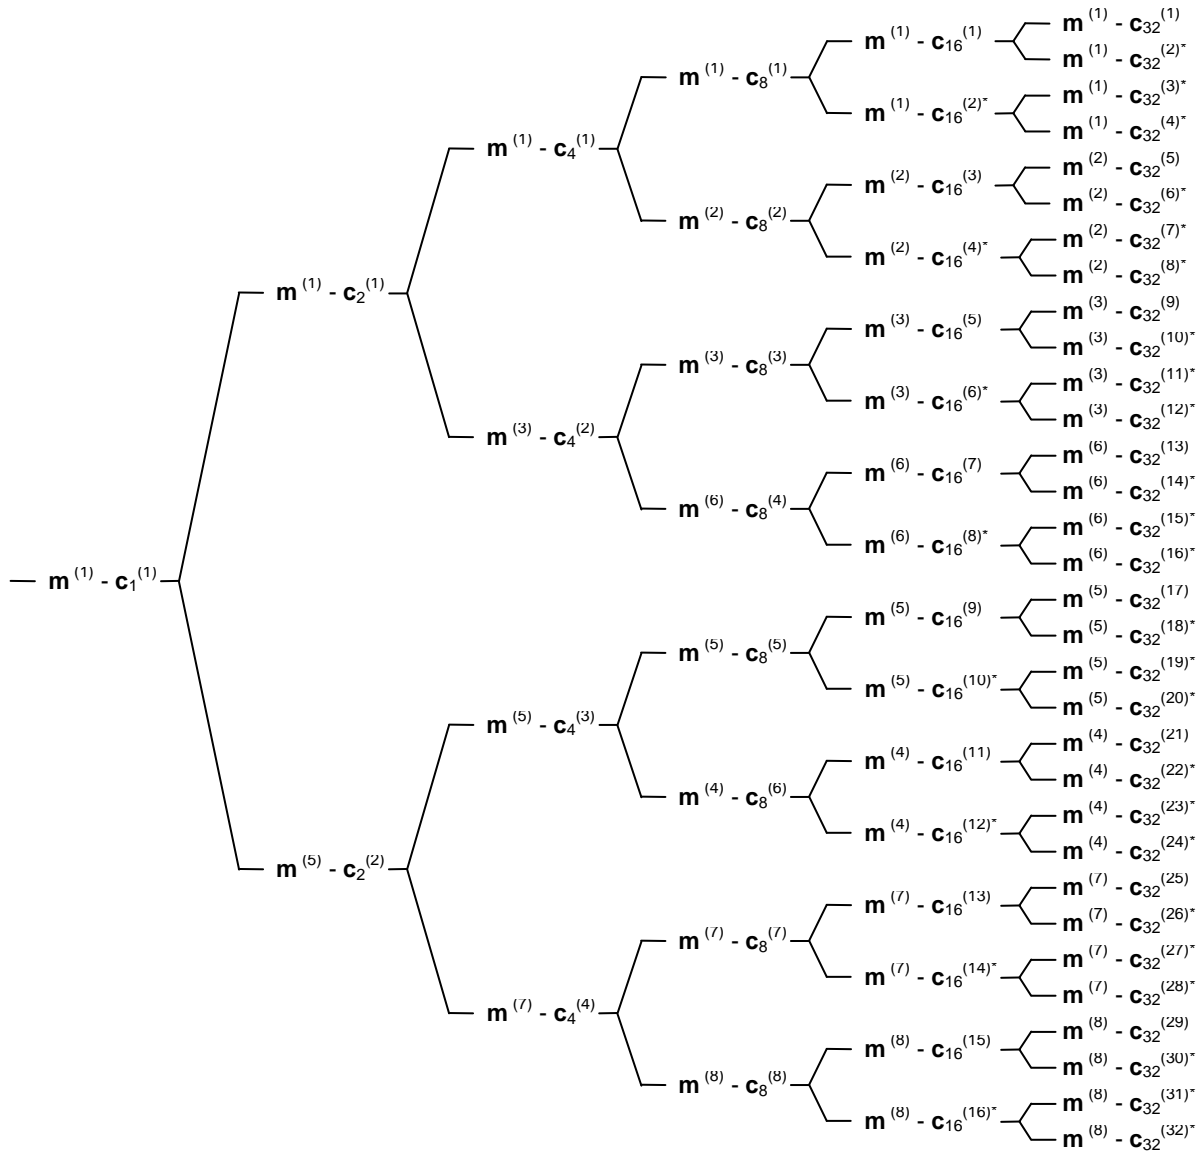 m (1) - c1(1)
m (1) - c2(1)
m (5) - c2(2)
m (1) - c4(1)
m (3) - c4(2)
m (5) - c4(3)
m (7) - c4(4)
m (1) - c8(1)
m (2) - c8(2)
m (3) - c8(3)
m (6) - c8(4)
m (5) - c8(5)
m (4) - c8(6)
m (7) - c8(7)
m (8) - c8(8)
m (1) - c16(1)
m (1) - c16(2)*
m (2) - c16(3)
m (2) - c16(4)*
m (3) - c16(5)
m (3) - c16(6)*
m (6) - c16(7)
m (6) - c16(8)*
m (5) - c16(9)
m (5) - c16(10)*
m (4) - c16(11)
m (4) - c16(12)*
m (7) - c16(13)
m (7) - c16(14)*
m (8) - c16(15)
m (8) - c16(16)*
m (1) - c32(1)
m (1) - c32(2)*
m (1) - c32(3)*
m (1) - c32(4)*
m (2) - c32(5)
m (2) - c32(6)*
m (2) - c32(7)*
m (2) - c32(8)*
m (3) - c32(9)
m (3) - c32(10)*
m (3) - c32(11)*
m (3) - c32(12)*
m (6) - c32(13)
m (6) - c32(14)*
m (6) - c32(15)*
m (6) - c32(16)*
m (5) - c32(17)
m (5) - c32(18)*
m (5) - c32(19)*
m (5) - c32(20)*
m (4) - c32(21)
m (4) - c32(22)*
m (4) - c32(23)*
m (4) - c32(24)*
m (7) - c32(25)
m (7) - c32(26)*
m (7) - c32(27)*
m (7) - c32(28)*
m (8) - c32(29)
m (8) - c32(30)*
m (8) - c32(31)*
m (8) - c32(32)*